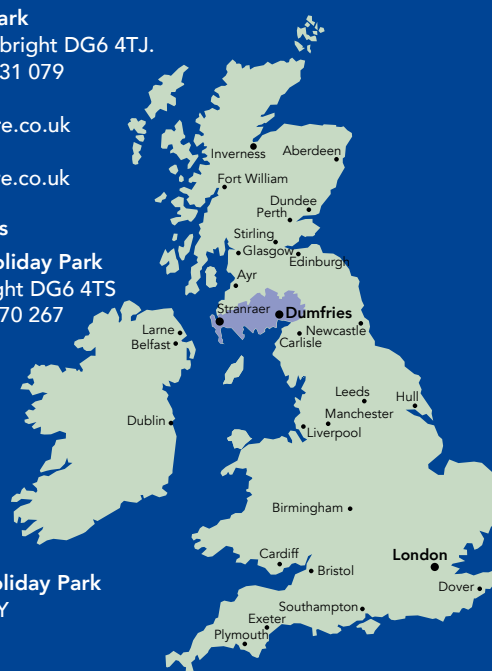 ark
bright DG6 4TJ.
31 079
re.co.uk
re.co.uk
s
oliday Park
ght DG6 4TS
70 267
oliday Park
Y
Inverness
Aberdeen
Fort William
Dundee
Perth
Stirling
Glasgow
Edinburgh
Ayr
Stranraer
Dumfries
Newcastle
Carlisle
Larne
Belfast
Dublin
Leeds
Hull
Manchester
Liverpool
Birmingham
Cardiff
Bristol
London
Dover
Southampton
Exeter
Plymouth